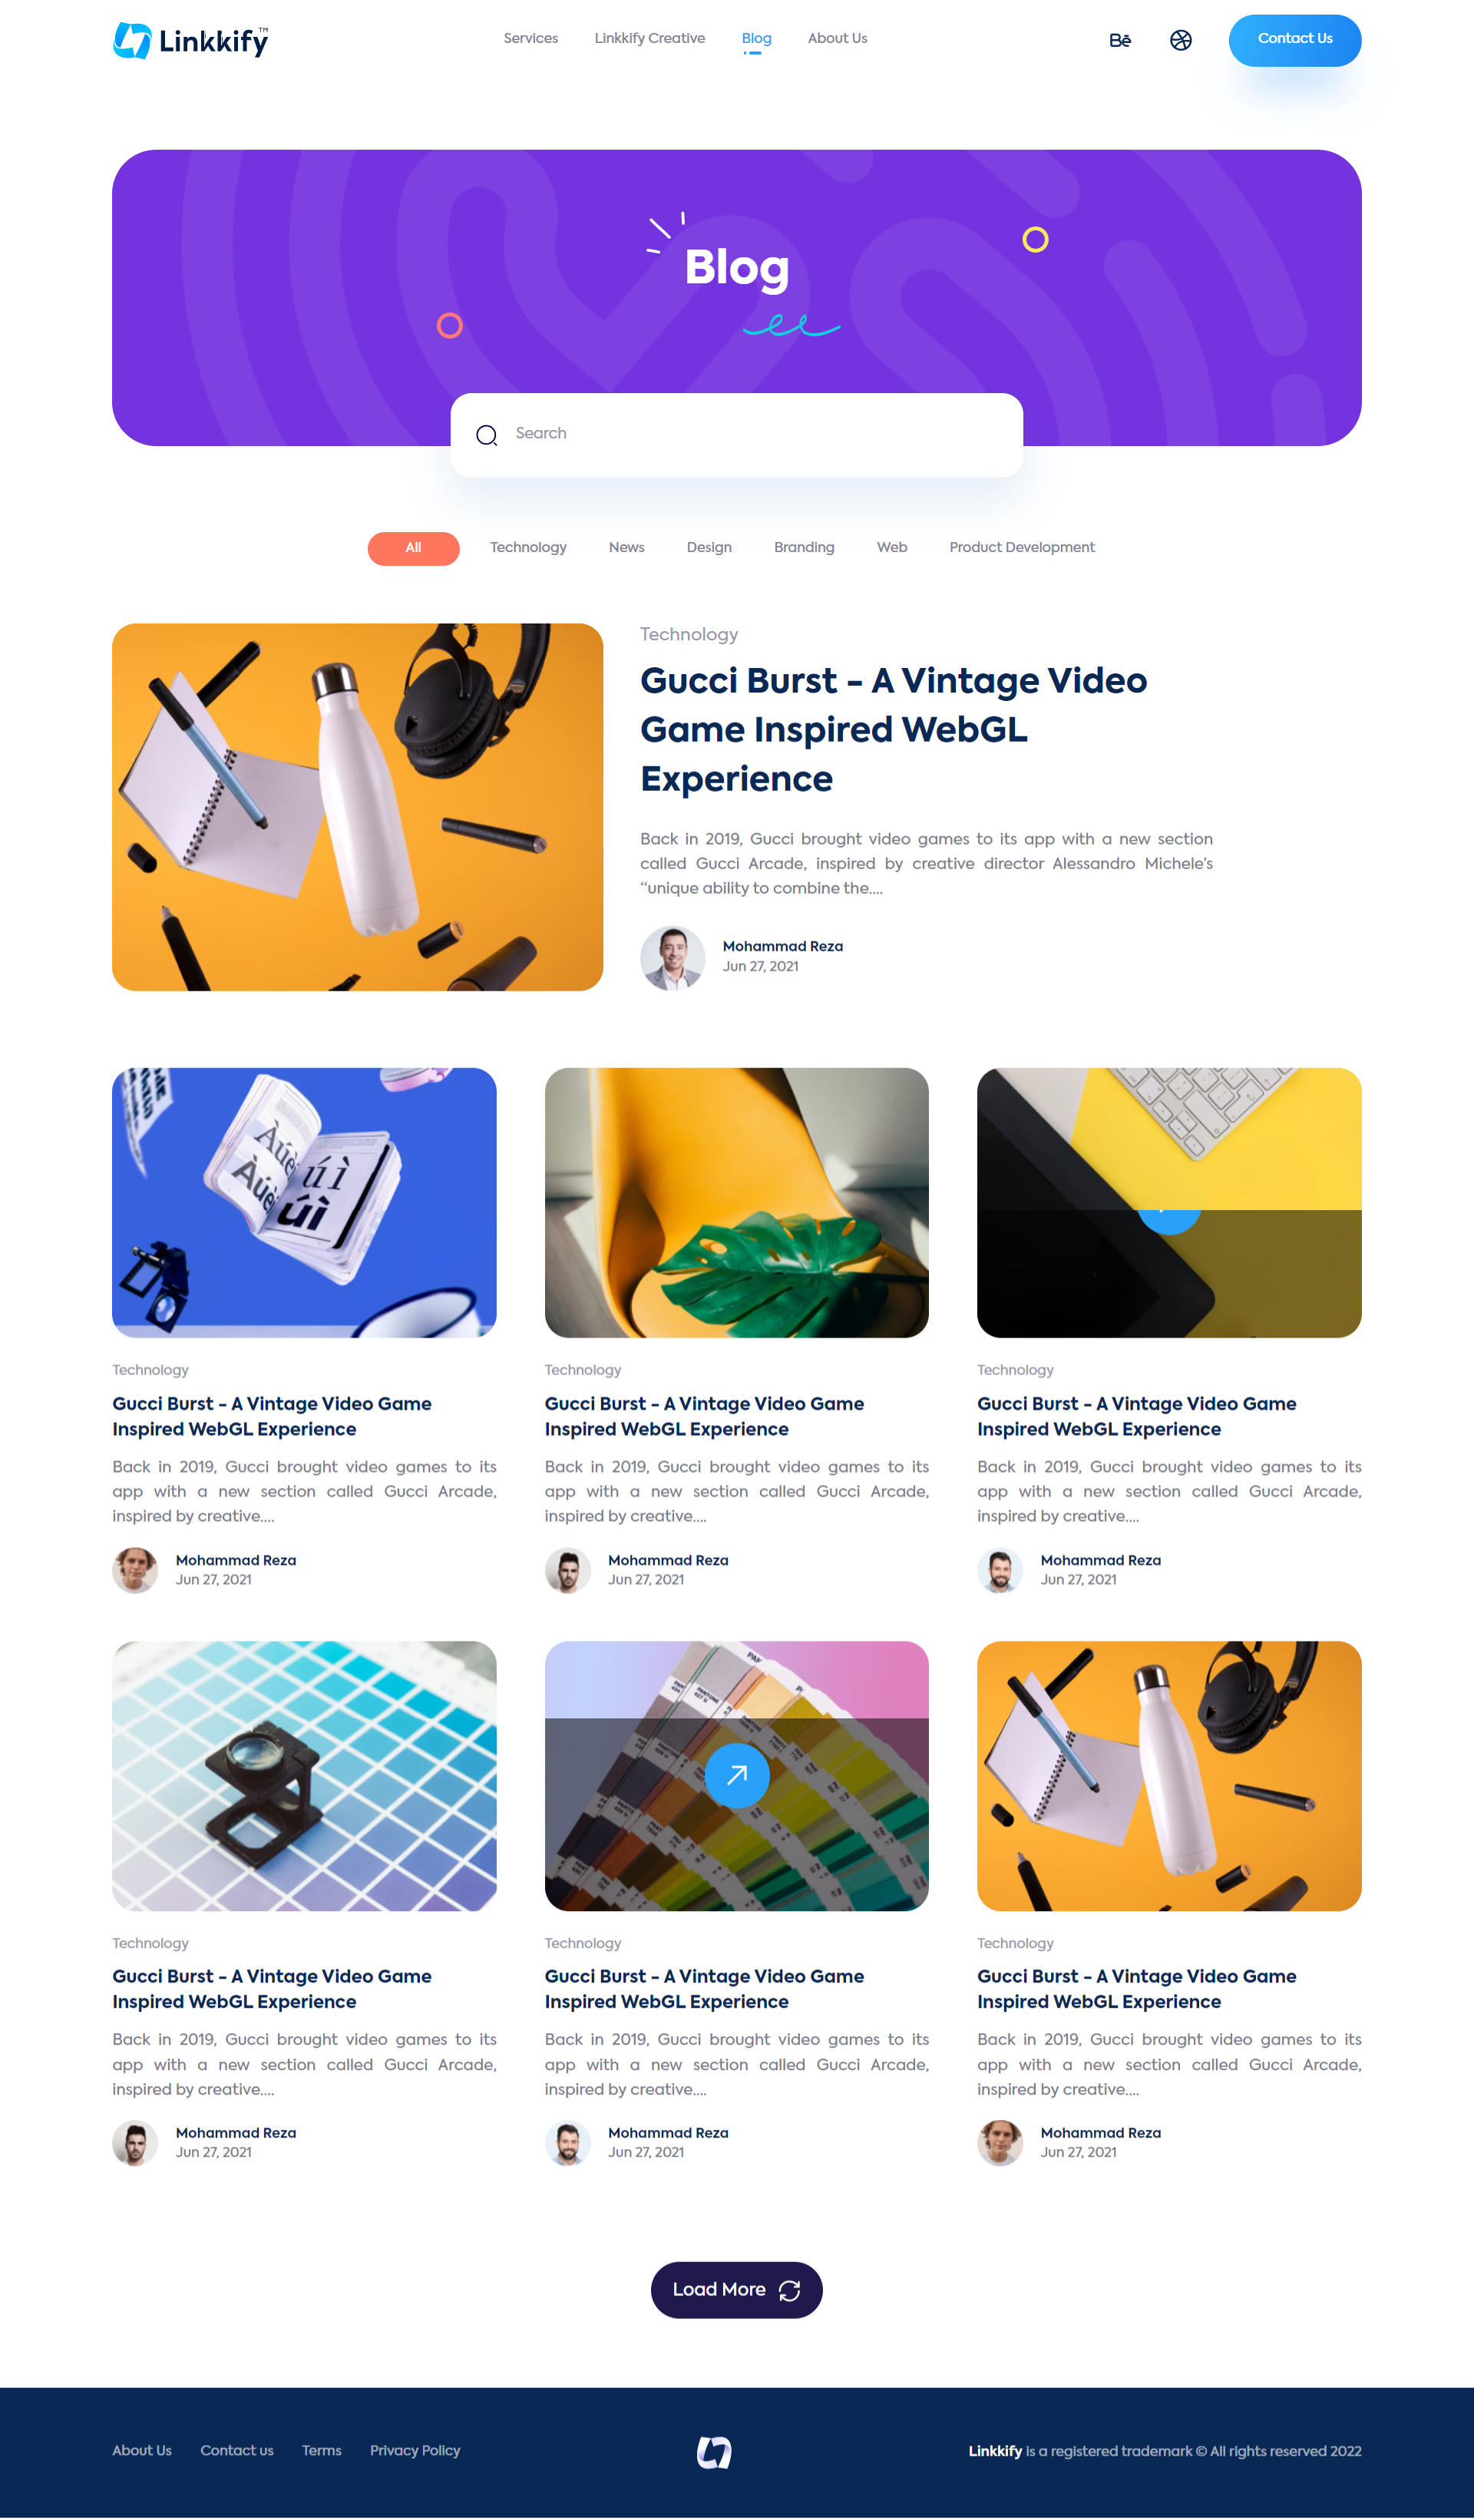 Linkkify™
Services
Linkkify Creative
Blog
About Us
Bē
Contact Us
Blog
Search
All
Technology
News
Design
Branding
Web
Product Development
Technology
Gucci Burst - A Vintage Video
Game Inspired WebGL
Experience
Back in 2019, Gucci brought video games to its app with a new section
called Gucci Arcade, inspired by creative director Alessandro Michele's
“unique ability to combine the....
Mohammad Reza
Jun 27, 2021
Technology
Gucci Burst - A Vintage Video Game
Inspired WebGL Experience
Back in 2019, Gucci brought video games to its
app with a new section called Gucci Arcade,
inspired by creative....
Mohammad Reza
Jun 27, 2021
Technology
Gucci Burst - A Vintage Video Game
Inspired WebGL Experience
Back in 2019, Gucci brought video games to its
app with a new section called Gucci Arcade,
inspired by creative....
Mohammad Reza
Jun 27, 2021
Technology
Gucci Burst - A Vintage Video Game
Inspired WebGL Experience
Back in 2019, Gucci brought video games to its
app with a new section called Gucci Arcade,
inspired by creative....
Mohammad Reza
Jun 27, 2021
Technology
Gucci Burst - A Vintage Video Game
Inspired WebGL Experience
Back in 2019, Gucci brought video games to its
app with a new section called Gucci Arcade,
inspired by creative....
Mohammad Reza
Jun 27, 2021
Technology
Gucci Burst - A Vintage Video Game
Inspired WebGL Experience
Back in 2019, Gucci brought video games to its
app with a new section called Gucci Arcade,
inspired by creative....
Mohammad Reza
Jun 27, 2021
Technology
Gucci Burst - A Vintage Video Game
Inspired WebGL Experience
Back in 2019, Gucci brought video games to its
app with a new section called Gucci Arcade,
inspired by creative....
Mohammad Reza
Jun 27, 2021
Load More
About Us
Contact us
Terms
Privacy Policy
Linkkify is a registered trademark © All rights reserved 2022